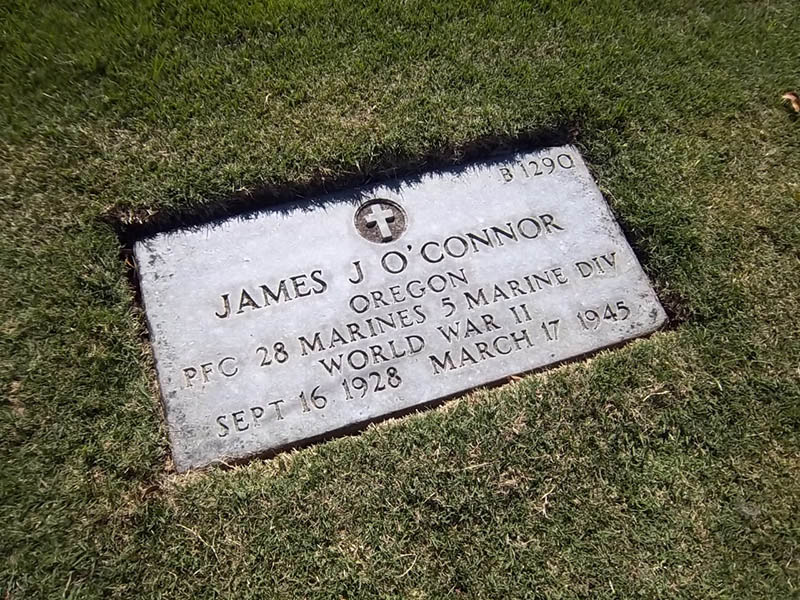 B 1290
JAMES J O'CONNOR
OREGON
PFC 28 MARINES 5 MARINE DIV
WORLD WAR II
SEPT 16 1928 MARCH 17 1945